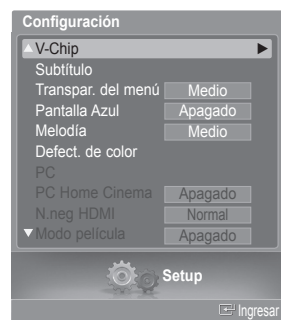 Configuración
V-Chip
Subtítulo
Transpar. del menú Medio
Pantalla Azul Apagado
Melodía Medio
Defect. de color
PC
PC Home Cinema Apagado
N.neg HDMI Normal
Modo película Apagado
Setup
Ingresar